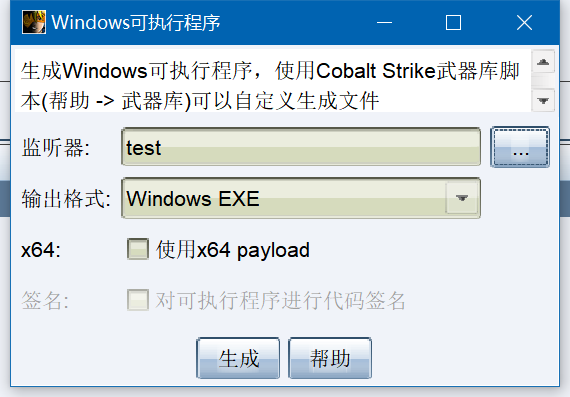 Windows可执行程序
生成Windows可执行程序，使用Cobalt Strike武器库脚
本(帮助 -> 武器库)可以自定义生成文件
监听器: test ...
输出格式: Windows EXE
x64: 使用x64 payload
签名: 对可执行程序进行代码签名
生成 帮助